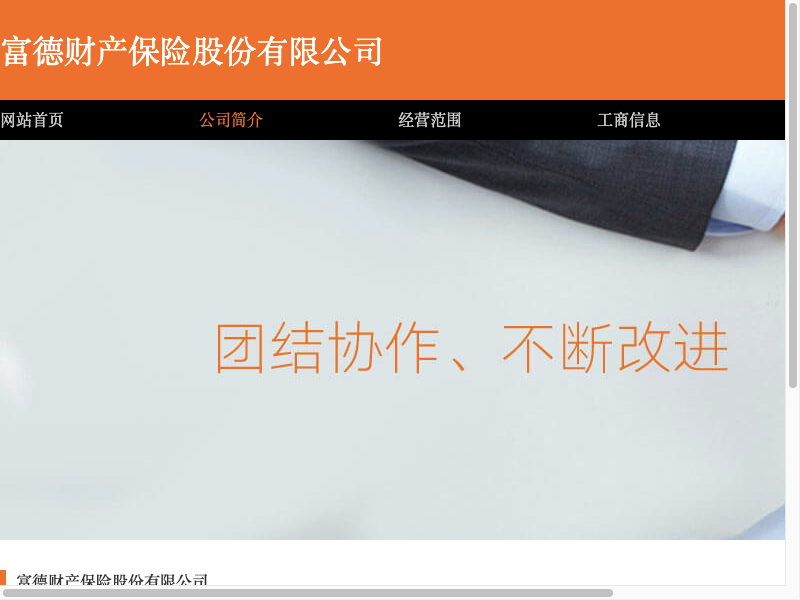 富德财产保险股份有限公司
网站首页 公司简介 经营范围 工商信息
团结协作、不断改进
富德财产保险股份有限公司